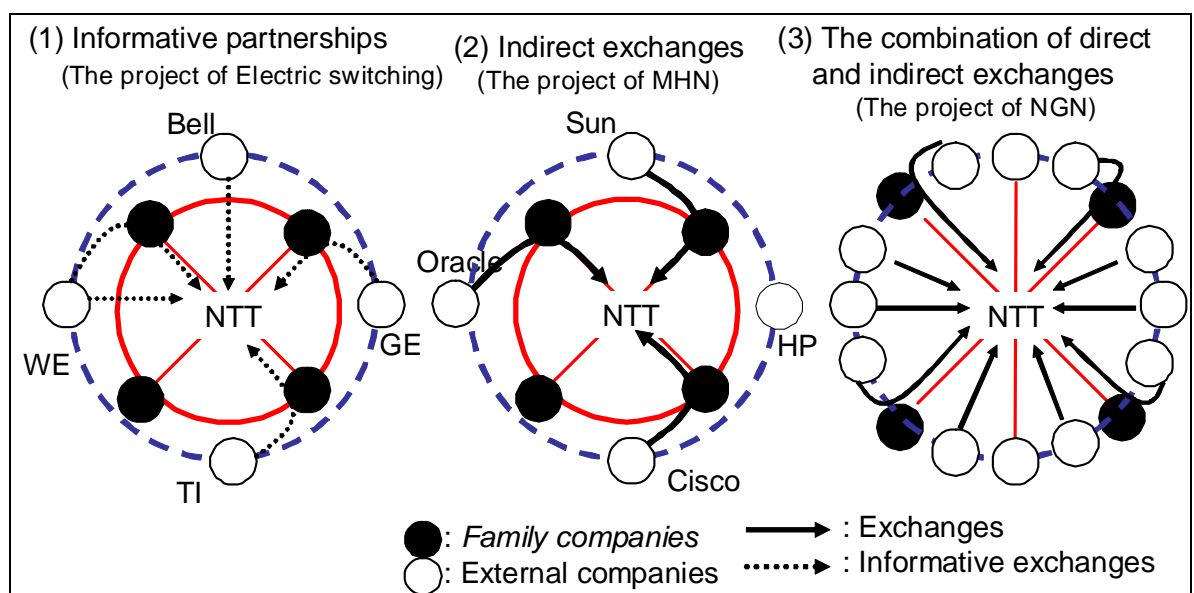 (1) Informative partnerships
(The project of Electric switching)
Bell
WE
NTT
GE
TI
(2) Indirect exchanges
(The project of MHN)
Sun
Oracle
NTT
HP
Cisco
(3) The combination of direct
and indirect exchanges
(The project of NGN)
NTT
: Family companies
: External companies
: Exchanges
: Informative exchanges